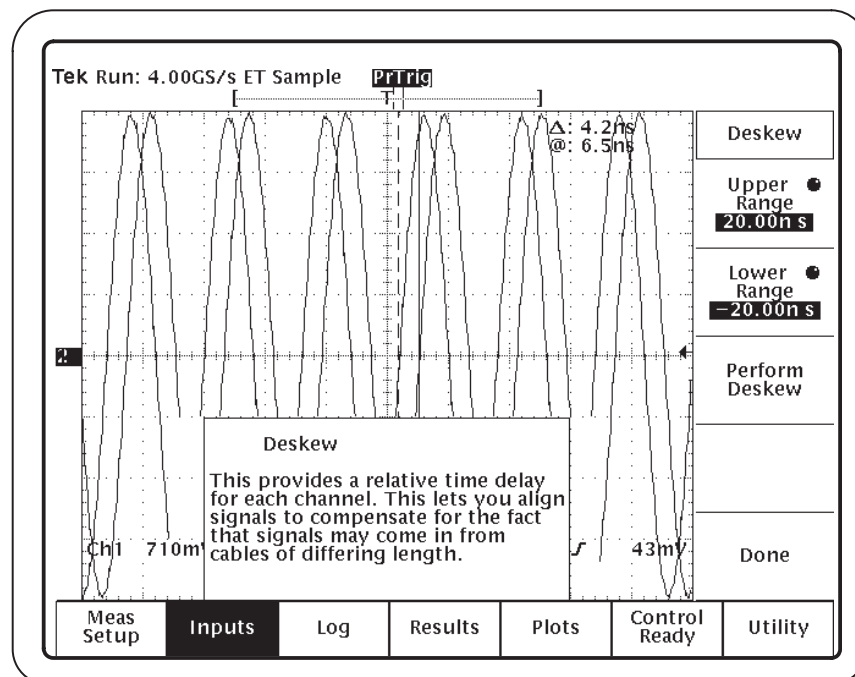 Tek Run: 4.00GS/s ET Sample PrTrig
[ T ]
Δ: 4.2ns
@: 6.5ns
Deskew
Upper
Range
20.00n s
Lower
Range
−20.00n s
Perform
Deskew
Done
2
Deskew
This provides a relative time delay
for each channel. This lets you align
signals to compensate for the fact
that signals may come in from
cables of differing length.
Ch1 710mV
43mV
Meas
Setup
Inputs
Log
Results
Plots
Control
Ready
Utility